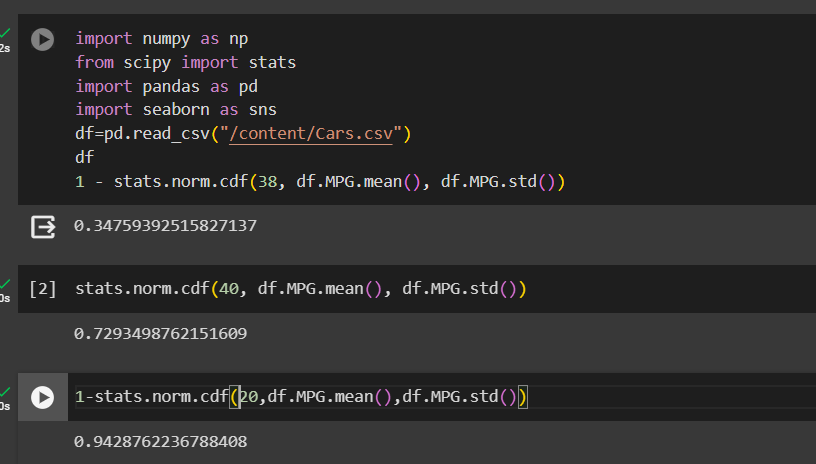 2s
import numpy as np
from scipy import stats
import pandas as pd
import seaborn as sns
df=pd.read_csv("/content/Cars.csv")
df
1 - stats.norm.cdf(38, df.MPG.mean(), df.MPG.std())
0.34759392515827137
0s
[2] stats.norm.cdf(40, df.MPG.mean(), df.MPG.std())
0.7293498762151609
0s
1-stats.norm.cdf(20,df.MPG.mean(),df.MPG.std())
0.9428762236788408